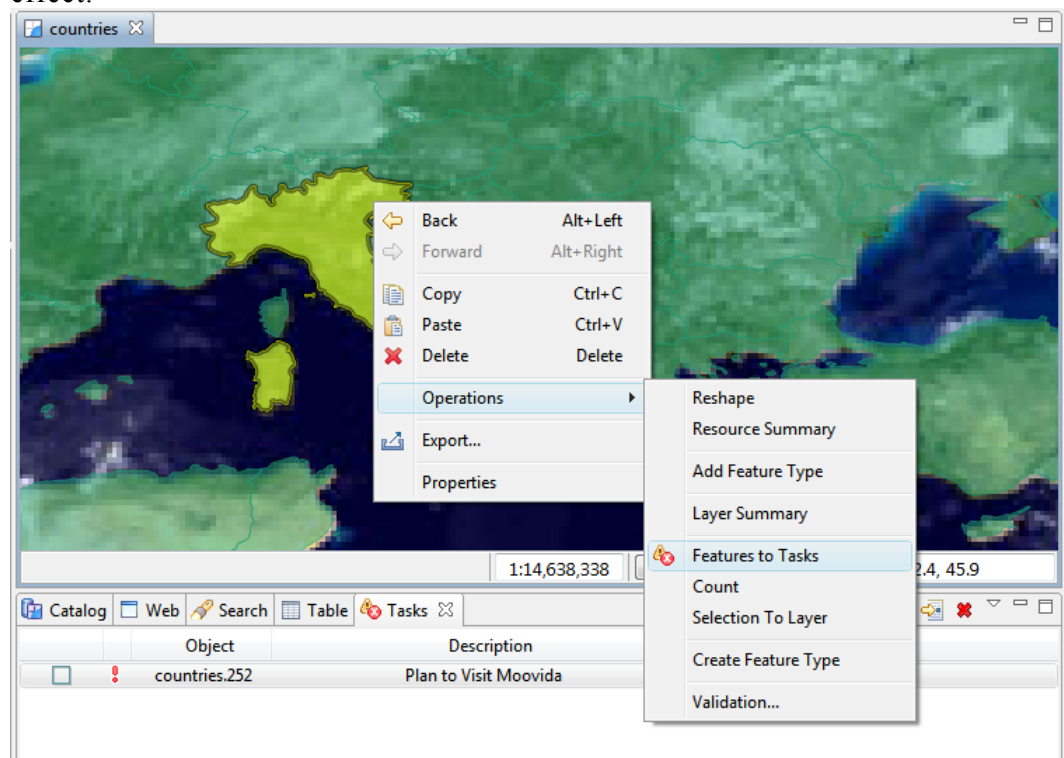 effect.
countries
Back Alt+Left
Forward Alt+Right
Copy Ctrl+C
Paste Ctrl+V
Delete Delete
Operations
Export...
Properties
Reshape
Resource Summary
Add Feature Type
Layer Summary
Features to Tasks
Count
Selection To Layer
Create Feature Type
Validation...
1:14,638,338
2.4, 45.9
Catalog Web Search Table Tasks
Object Description
countries.252 Plan to Visit Moovida